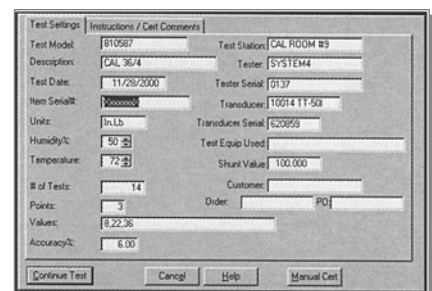 Test Settings Instructions / Cert Comments
Test Model: 810587 Test Station: CAL ROOM #9
Description: CAL 36/4 Tester: SYSTEM4
Test Date: 11/28/2000 Tester Serial: 0137
Item Serial#: Transducer: 10014 TT-50I
Units: In.Lb Transducer Serial: 620859
Humidity%: 50 Test Equip Used:
Temperature: 72 Shunt Value: 100.000
# of Tests: 14 Customer:
Points: 3 Order: PO:
Values: 8,22,36
Accuracy%: 6.00
Continue Test Cancel Help Manual Cert